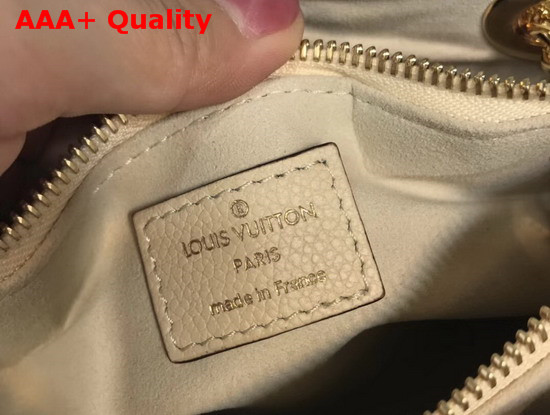 AAA+ Quality
®
LOUIS VUITTON
PARIS
made in France